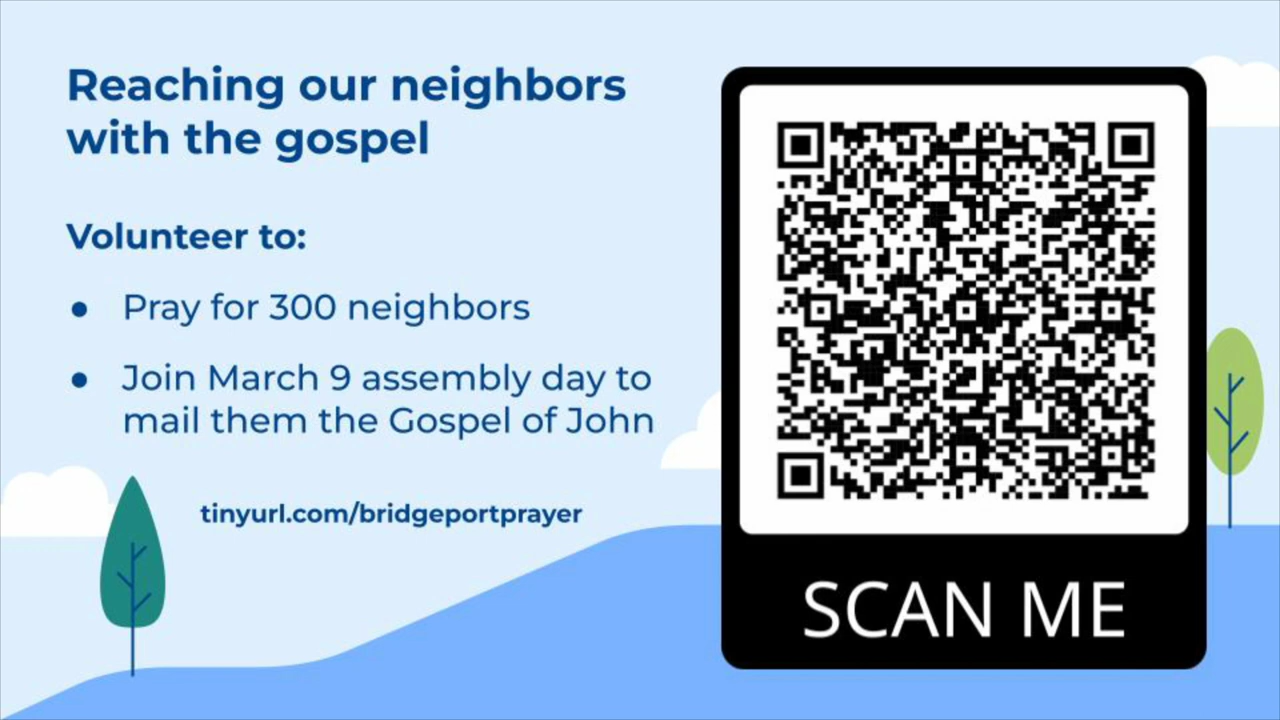 Reaching our neighbors
with the gospel
Volunteer to:
● Pray for 300 neighbors
● Join March 9 assembly day to
mail them the Gospel of John
tinyurl.com/bridgeportprayer
SCAN ME